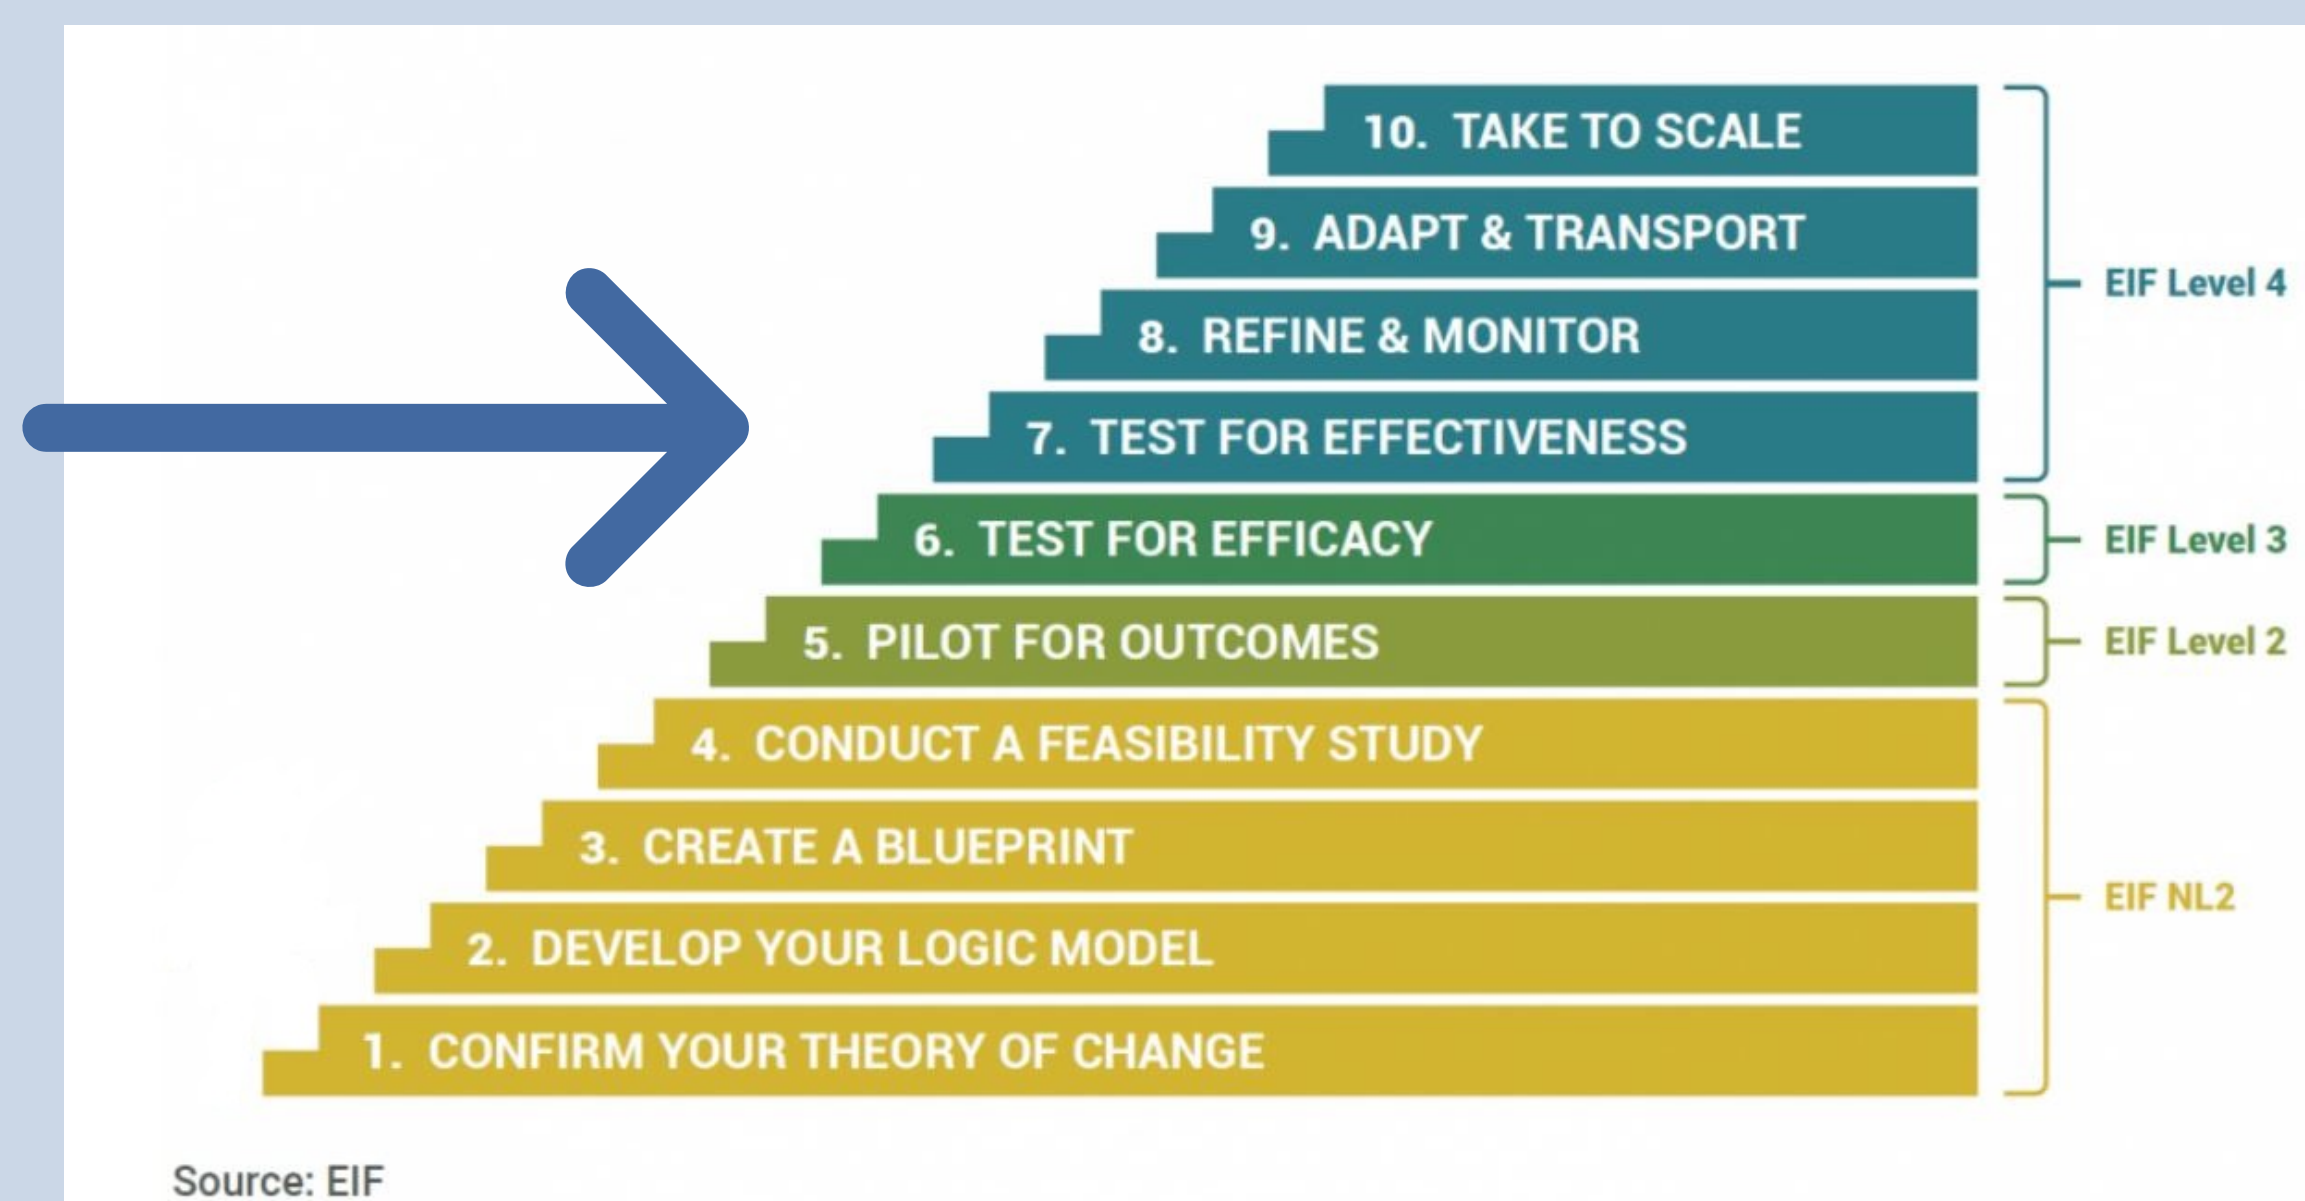 10. TAKE TO SCALE
9. ADAPT & TRANSPORT
EIF Level 4
8. REFINE & MONITOR
7. TEST FOR EFFECTIVENESS
6. TEST FOR EFFICACY
EIF Level 3
5. PILOT FOR OUTCOMES
EIF Level 2
4. CONDUCT A FEASIBILITY STUDY
3. CREATE A BLUEPRINT
EIF NL2
2. DEVELOP YOUR LOGIC MODEL
1. CONFIRM YOUR THEORY OF CHANGE
Source: EIF